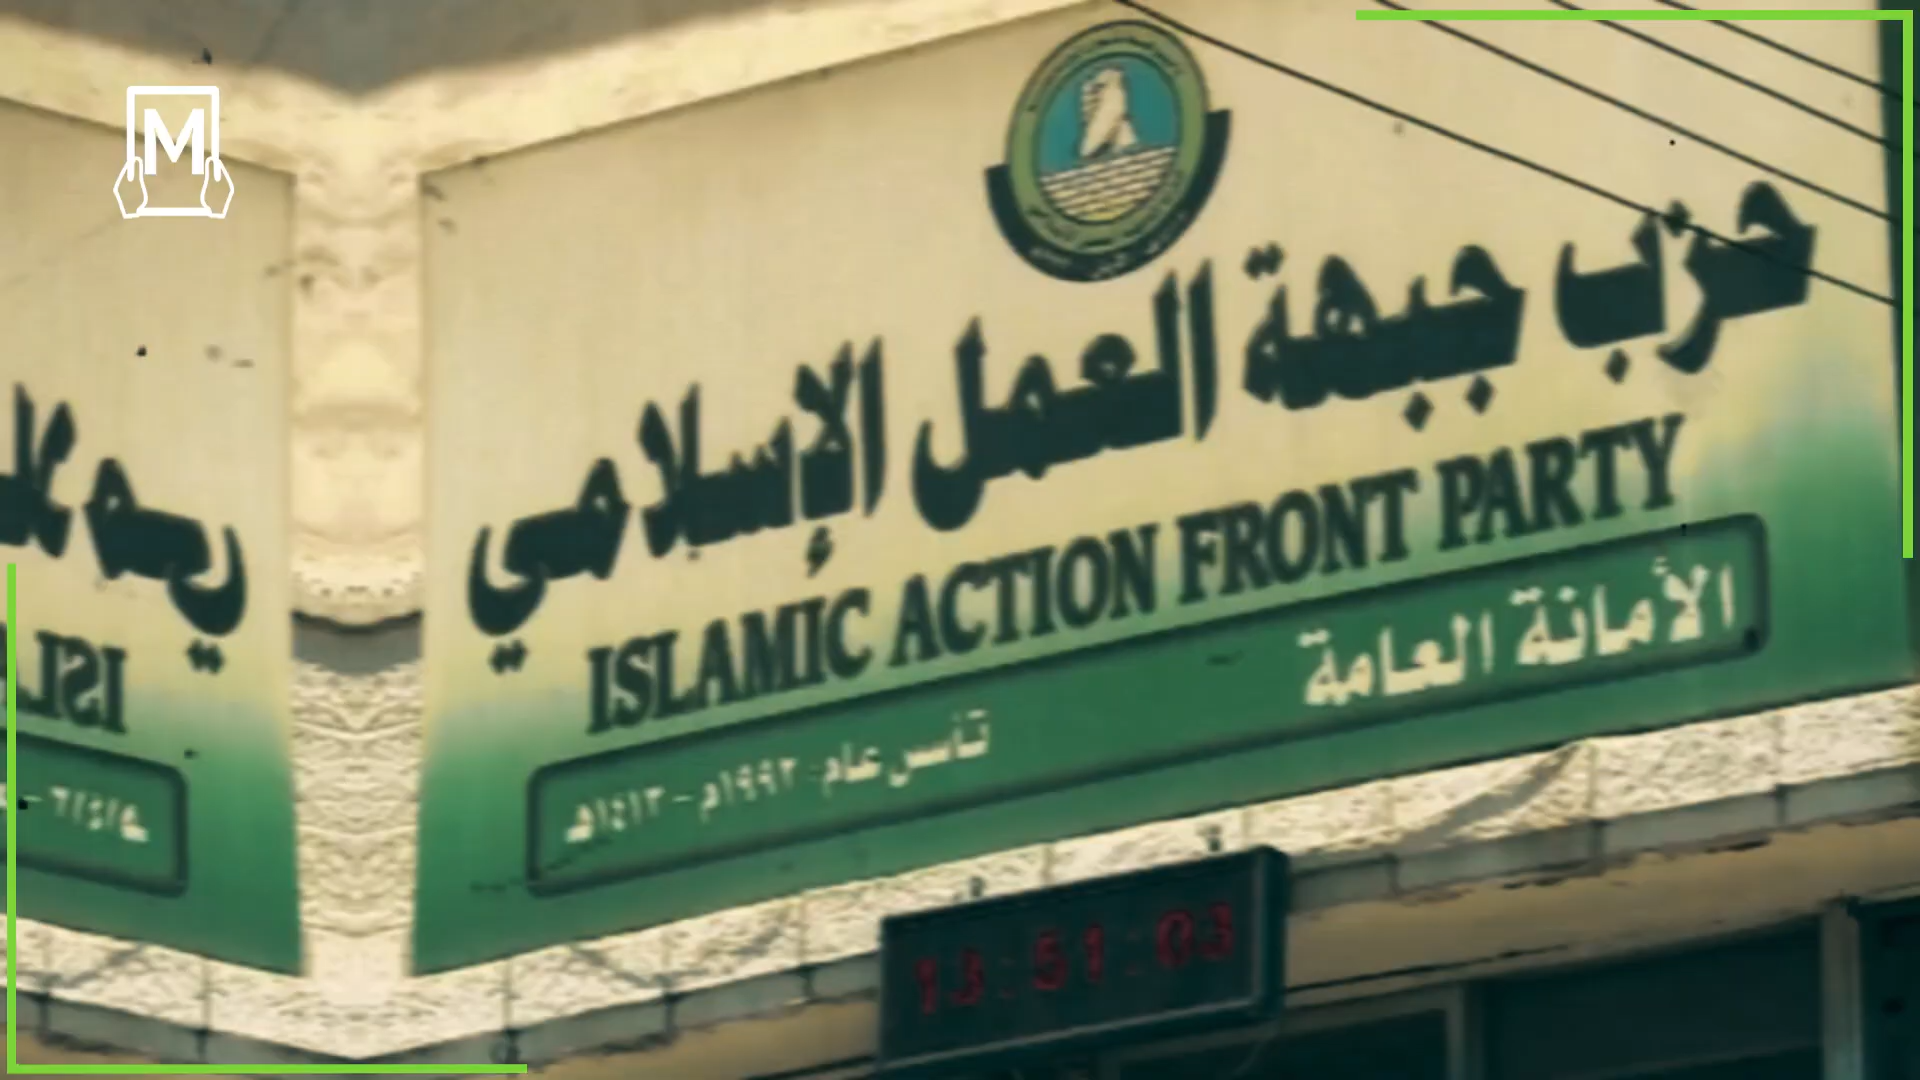 M
حزب جبهة العمل الإسلامي
ISLAMIC ACTION FRONT PARTY
الأمانة العامة
تأسس عام ١٩٩٢م - ١٤١٣هـ
13:51:03